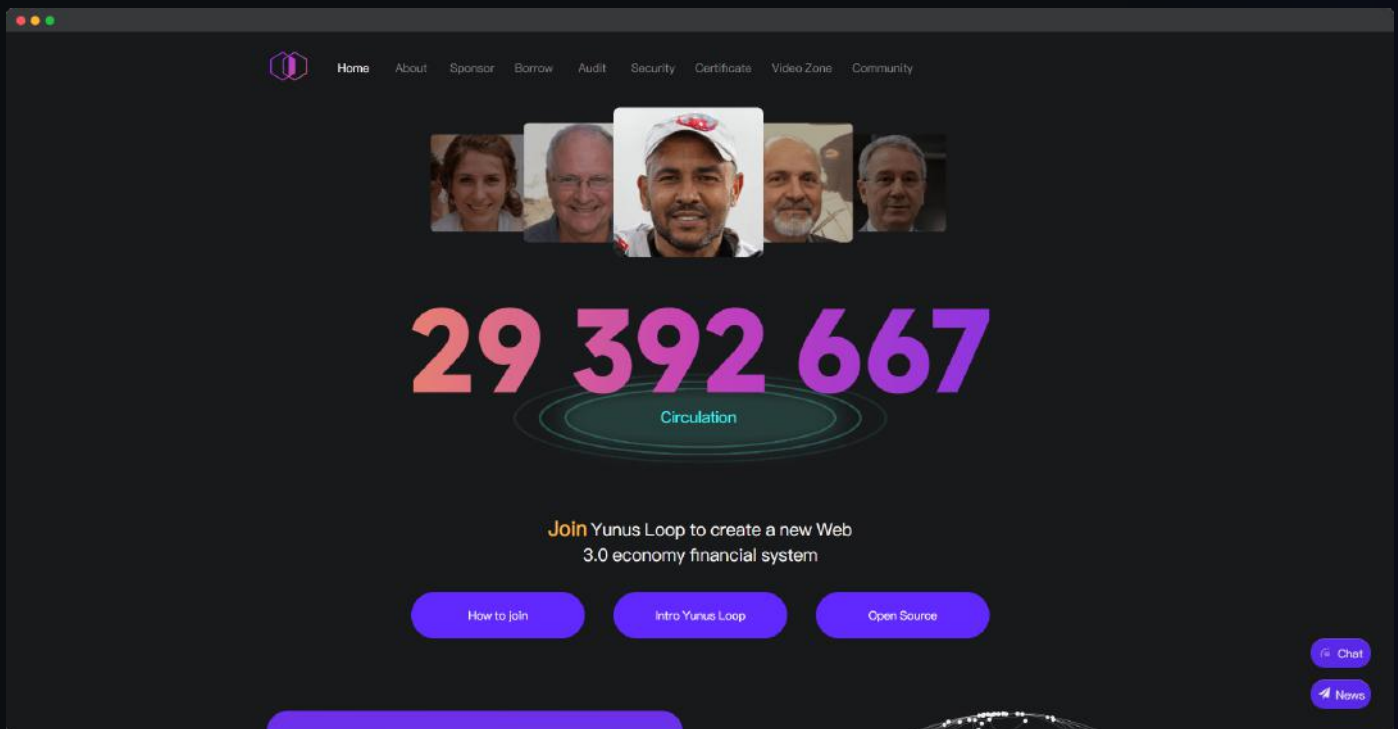 Home About Sponsor Borrow Audit Security Certificate Video Zone Community
29 392 667
Circulation
Join Yunus Loop to create a new Web
3.0 economy financial system
How to join Intro Yunus Loop Open Source
Chat
News